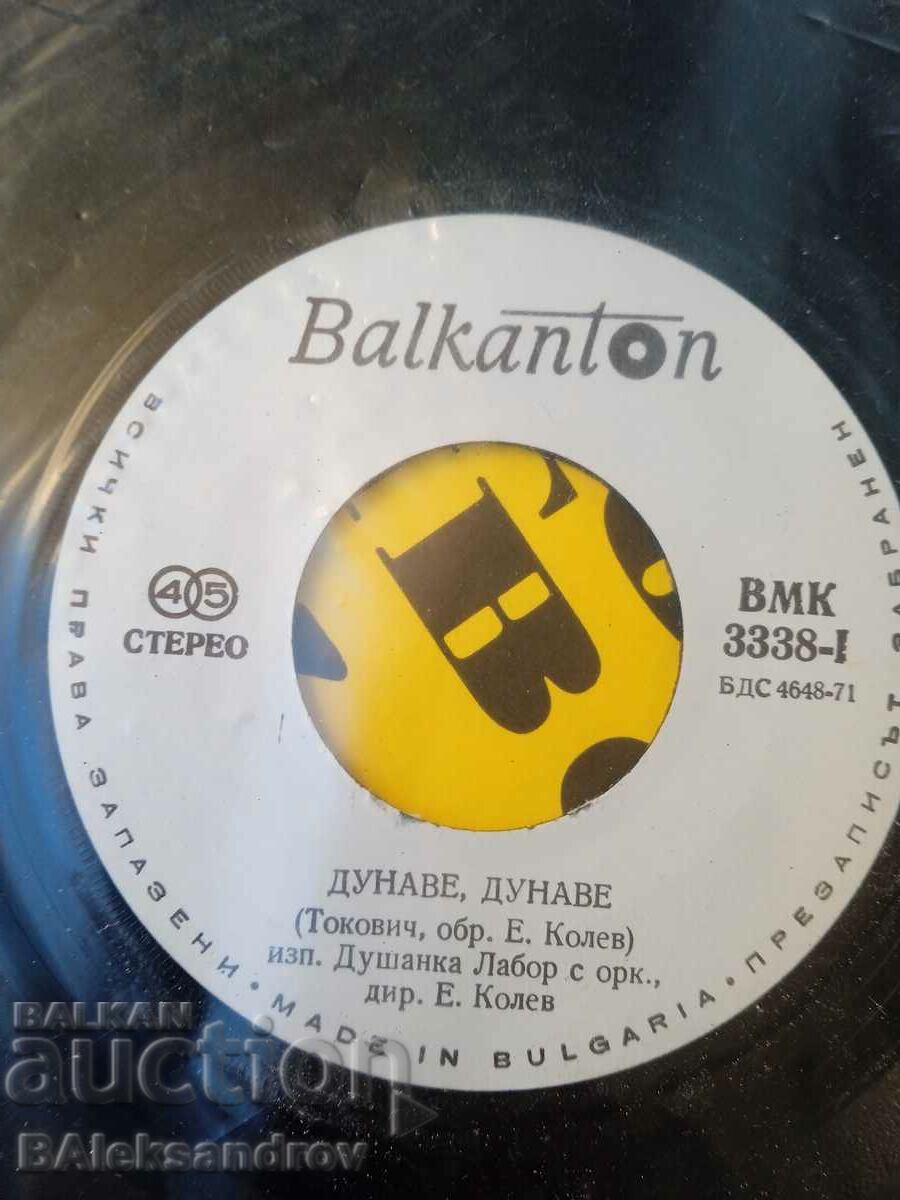 Balkanton
45
СТЕРЕО
ВМК
3338-I
БДС 4648-71
ДУНАВЕ, ДУНАВЕ
(Токович, обр. Е. Колев)
изп. Душанка Лабор с орк.,
дир. Е. Колев
ВСИЧКИ ПРАВА ЗАПАЗЕНИ • MADE IN BULGARIA • ПРЕЗАПИСЪТ ЗАБРАНЕН
BALKAN
auction
BAleksandrov